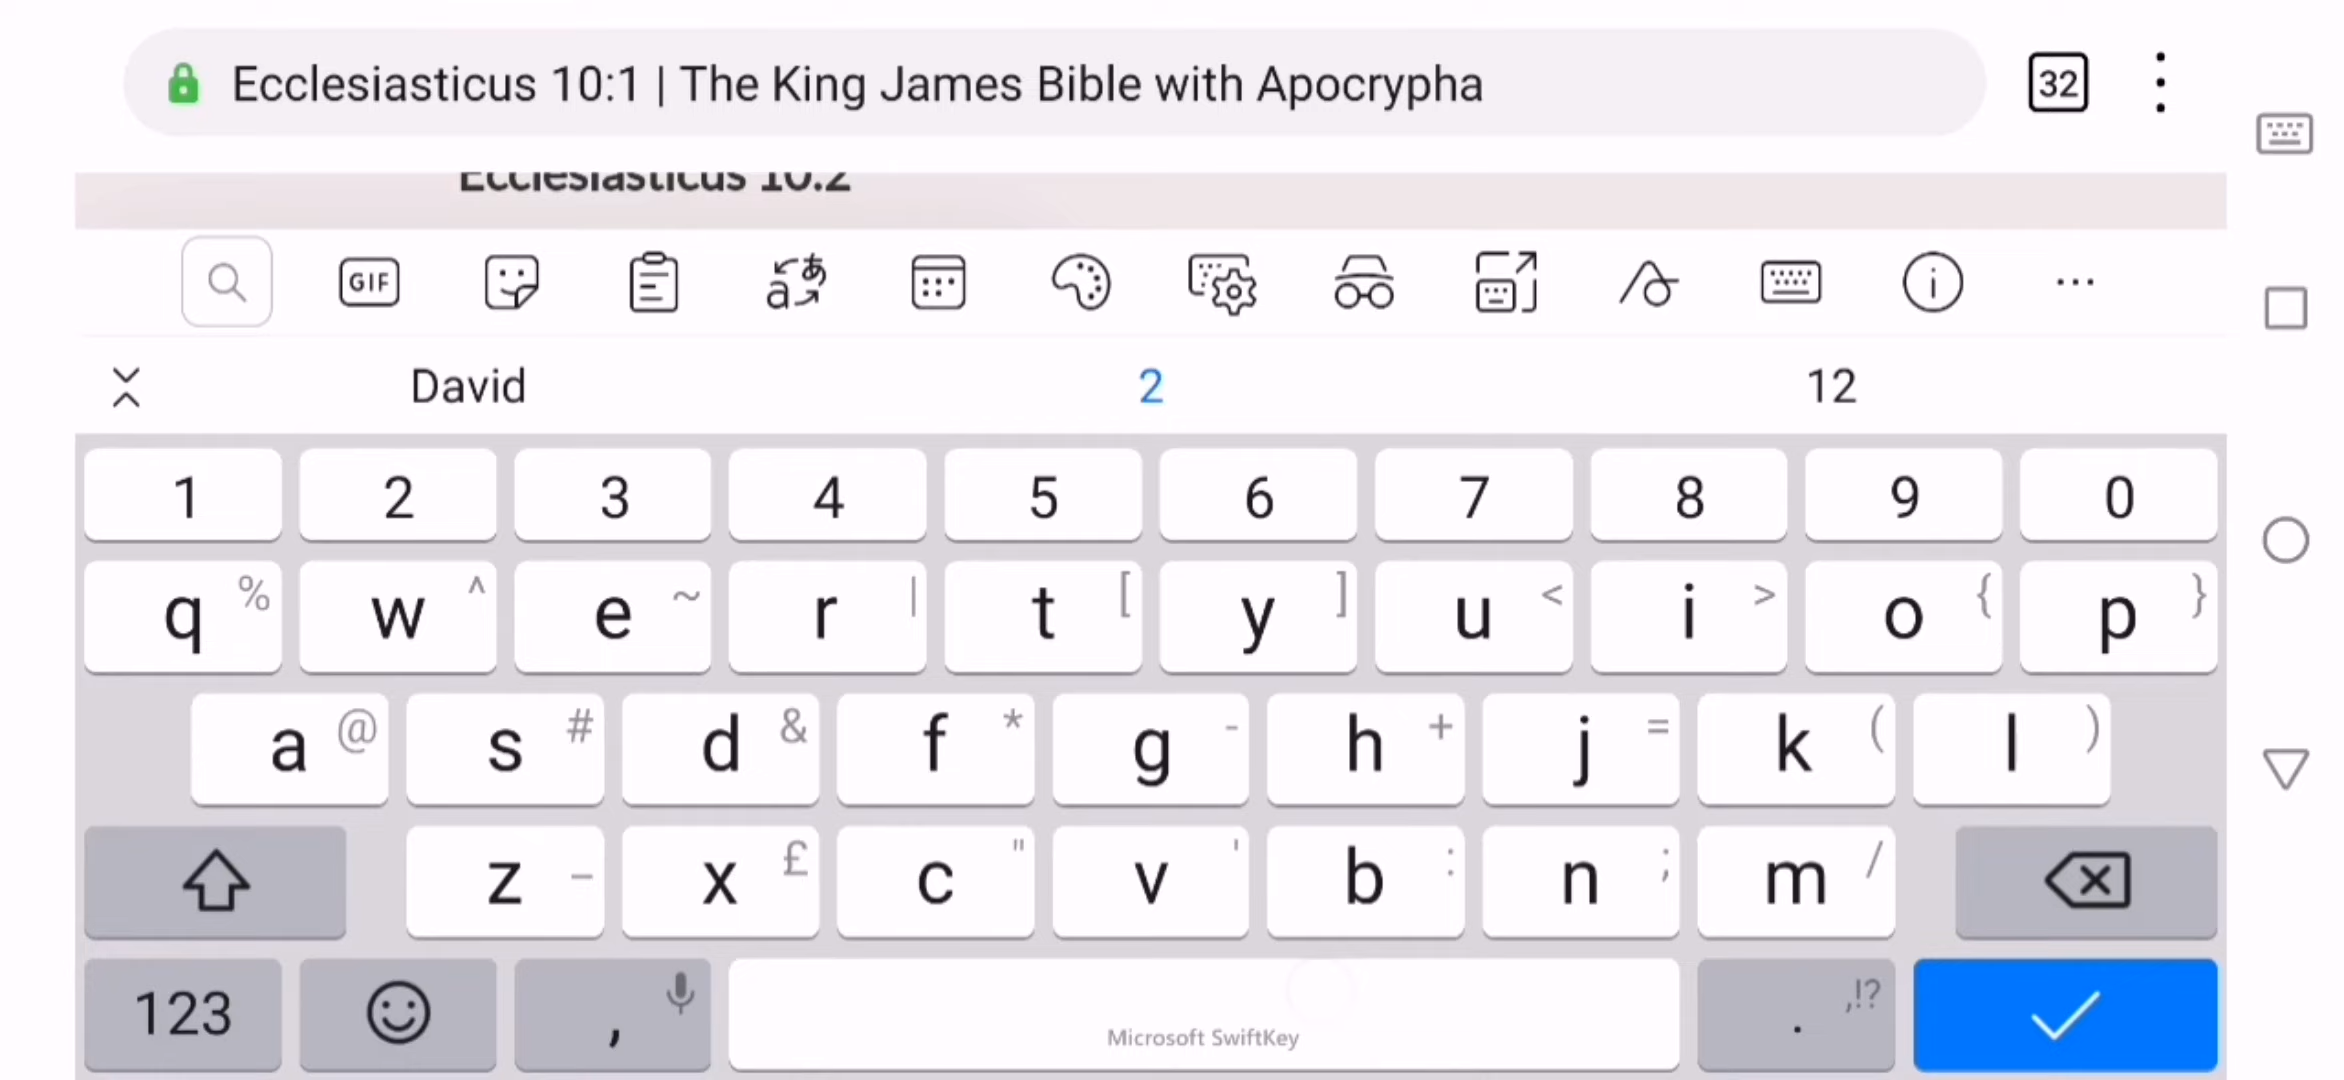 Ecclesiasticus 10:1 | The King James Bible with Apocrypha
32
Ecclesiasticus 10.2
GIF
あ
a
David 2 12
1 2 3 4 5 6 7 8 9 0
q % w ^ e ~ r | t [ y ] u < i > o { p }
a @ s # d & f * g - h + j = k ( l )
z _ x £ c " v ' b : n ; m /
123 , . ,!?
Microsoft SwiftKey